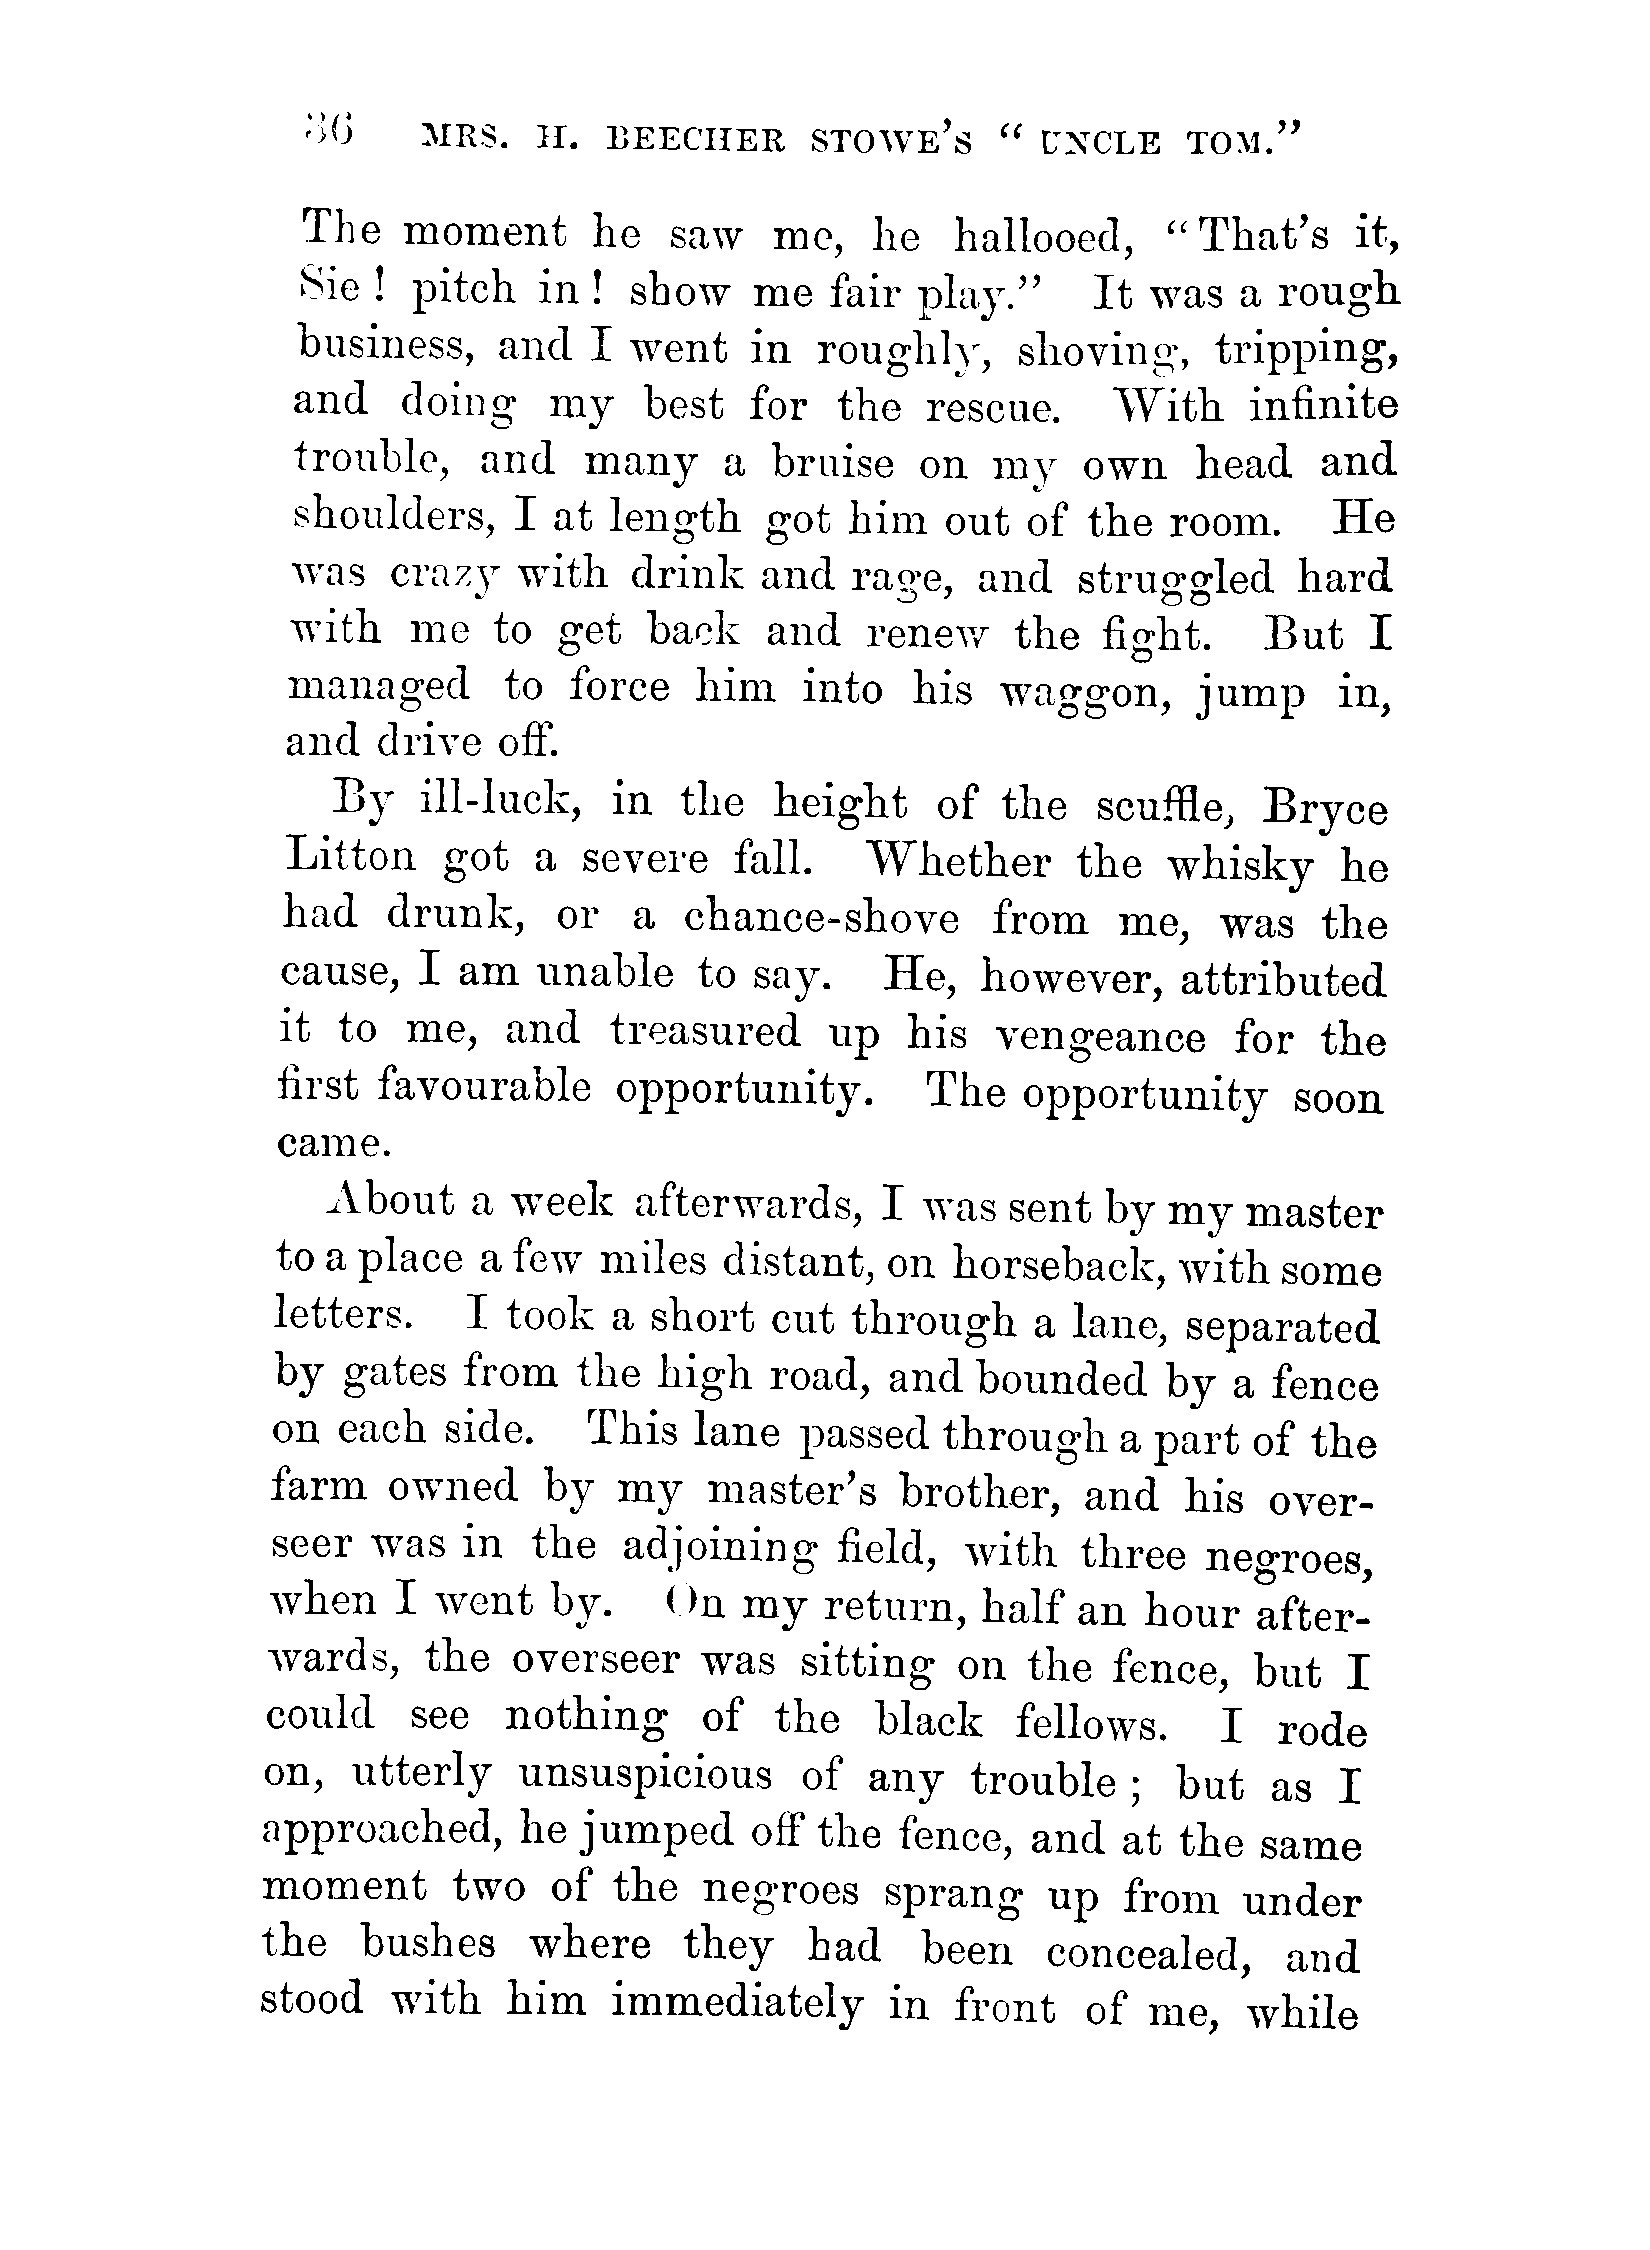 36 MRS. H. BEECHER STOWE'S "UNCLE TOM."
The moment he saw me, he hallooed, "That's it,
Sie! pitch in! show me fair play." It was a rough
business, and I went in roughly, shoving, tripping,
and doing my best for the rescue. With infinite
trouble, and many a bruise on my own head and
shoulders, I at length got him out of the room. He
was crazy with drink and rage, and struggled hard
with me to get back and renew the fight. But I
managed to force him into his waggon, jump in,
and drive off.
By ill-luck, in the height of the scuffle, Bryce
Litton got a severe fall. Whether the whisky he
had drunk, or a chance-shove from me, was the
cause, I am unable to say. He, however, attributed
it to me, and treasured up his vengeance for the
first favourable opportunity. The opportunity soon
came.
About a week afterwards, I was sent by my master
to a place a few miles distant, on horseback, with some
letters. I took a short cut through a lane, separated
by gates from the high road, and bounded by a fence
on each side. This lane passed through a part of the
farm owned by my master's brother, and his over-
seer was in the adjoining field, with three negroes,
when I went by. On my return, half an hour after-
wards, the overseer was sitting on the fence, but I
could see nothing of the black fellows. I rode
on, utterly unsuspicious of any trouble; but as I
approached, he jumped off the fence, and at the same
moment two of the negroes sprang up from under
the bushes where they had been concealed, and
stood with him immediately in front of me, while